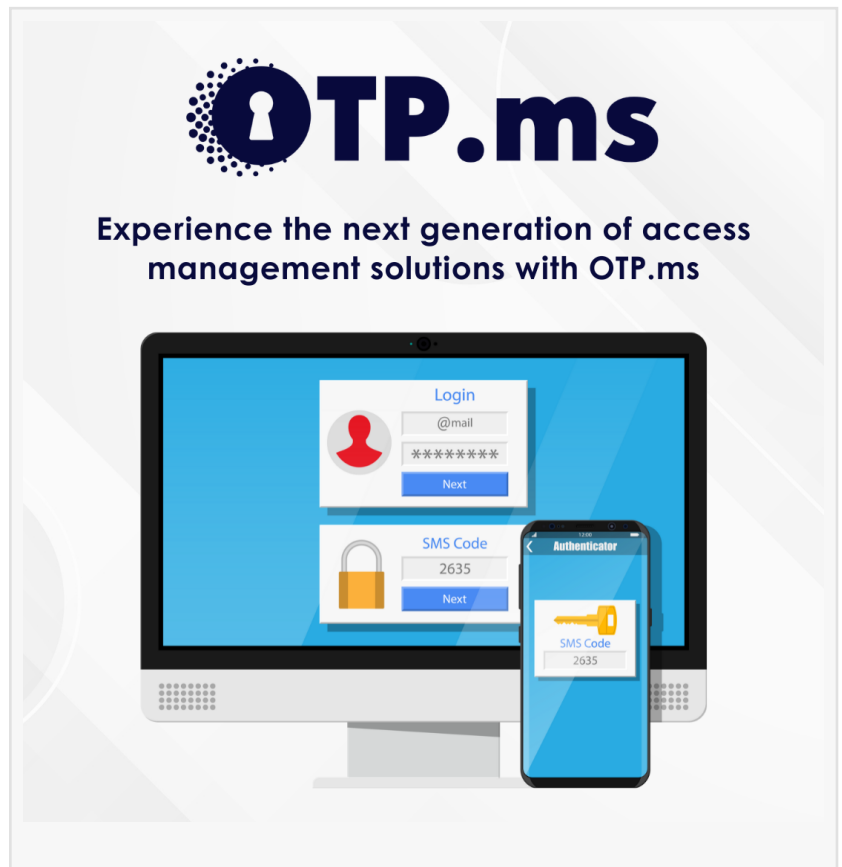 OTP.ms
Experience the next generation of access
management solutions with OTP.ms
Login
@mail
********
Next
SMS Code
2635
Next
12:00
Authenticator
SMS Code
2635